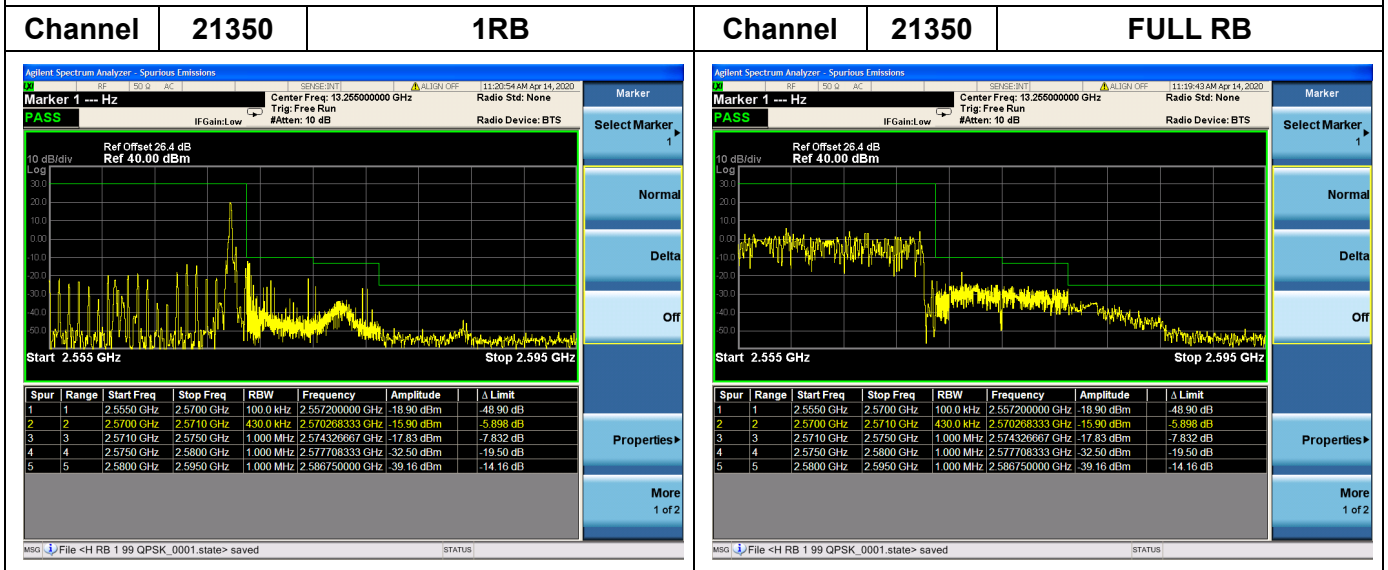 Channel 21350 1RB Channel 21350 FULL RB
Agilent Spectrum Analyzer - Spurious Emissions
RF 50 Ω AC SENSE:INT ALIGN OFF 11:20:54 AM Apr 14, 2020
Marker 1 --- Hz
Center Freq: 13.255000000 GHz
Radio Std: None
Trig: Free Run
PASS
IFGain:Low
#Atten: 10 dB
Radio Device: BTS
Ref Offset 26.4 dB
10 dB/div Ref 40.00 dBm
Log
30.0
20.0
10.0
0.00
-10.0
-20.0
-30.0
-40.0
-50.0
Start 2.555 GHz Stop 2.595 GHz
Spur Range Start Freq Stop Freq RBW Frequency Amplitude Δ Limit
1 1 2.5550 GHz 2.5700 GHz 100.0 kHz 2.557200000 GHz -18.90 dBm -48.90 dB
2 2 2.5700 GHz 2.5710 GHz 430.0 kHz 2.570268333 GHz -15.90 dBm -5.898 dB
3 3 2.5710 GHz 2.5750 GHz 1.000 MHz 2.574326667 GHz -17.83 dBm -7.832 dB
4 4 2.5750 GHz 2.5800 GHz 1.000 MHz 2.577708333 GHz -32.50 dBm -19.50 dB
5 5 2.5800 GHz 2.5950 GHz 1.000 MHz 2.586750000 GHz -39.16 dBm -14.16 dB
MSG File <H RB 1 99 QPSK_0001.state> saved STATUS
Marker
Select Marker
1
Normal
Delta
Off
Properties
More
1 of 2
Agilent Spectrum Analyzer - Spurious Emissions
RF 50 Ω AC SENSE:INT ALIGN OFF 11:19:43 AM Apr 14, 2020
Marker 1 --- Hz
Center Freq: 13.255000000 GHz
Radio Std: None
Trig: Free Run
PASS
IFGain:Low
#Atten: 10 dB
Radio Device: BTS
Ref Offset 26.4 dB
10 dB/div Ref 40.00 dBm
Log
30.0
20.0
10.0
0.00
-10.0
-20.0
-30.0
-40.0
-50.0
Start 2.555 GHz Stop 2.595 GHz
Spur Range Start Freq Stop Freq RBW Frequency Amplitude Δ Limit
1 1 2.5550 GHz 2.5700 GHz 100.0 kHz 2.557200000 GHz -18.90 dBm -48.90 dB
2 2 2.5700 GHz 2.5710 GHz 430.0 kHz 2.570268333 GHz -15.90 dBm -5.898 dB
3 3 2.5710 GHz 2.5750 GHz 1.000 MHz 2.574326667 GHz -17.83 dBm -7.832 dB
4 4 2.5750 GHz 2.5800 GHz 1.000 MHz 2.577708333 GHz -32.50 dBm -19.50 dB
5 5 2.5800 GHz 2.5950 GHz 1.000 MHz 2.586750000 GHz -39.16 dBm -14.16 dB
MSG File <H RB 1 99 QPSK_0001.state> saved STATUS
Marker
Select Marker
1
Normal
Delta
Off
Properties
More
1 of 2